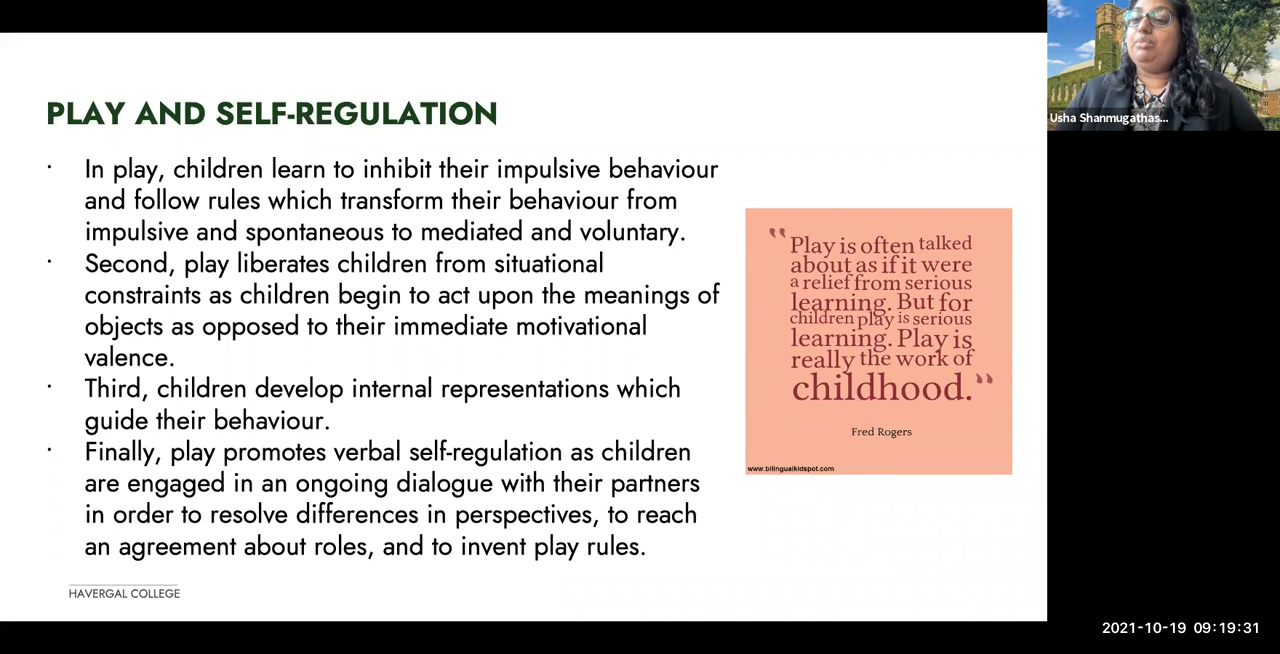 PLAY AND SELF-REGULATION
· In play, children learn to inhibit their impulsive behaviour
and follow rules which transform their behaviour from
impulsive and spontaneous to mediated and voluntary.
· Second, play liberates children from situational
constraints as children begin to act upon the meanings of
objects as opposed to their immediate motivational
valence.
· Third, children develop internal representations which
guide their behaviour.
· Finally, play promotes verbal self-regulation as children
are engaged in an ongoing dialogue with their partners
in order to resolve differences in perspectives, to reach
an agreement about roles, and to invent play rules.
HAVERGAL COLLEGE
“Play is often talked
about as if it were
a relief from serious
learning. But for
children play is serious
learning. Play is
really the work of
childhood.”
Fred Rogers
www.bilingualkidspot.com
Usha Shanmugathas...
2021-10-19 09:19:31